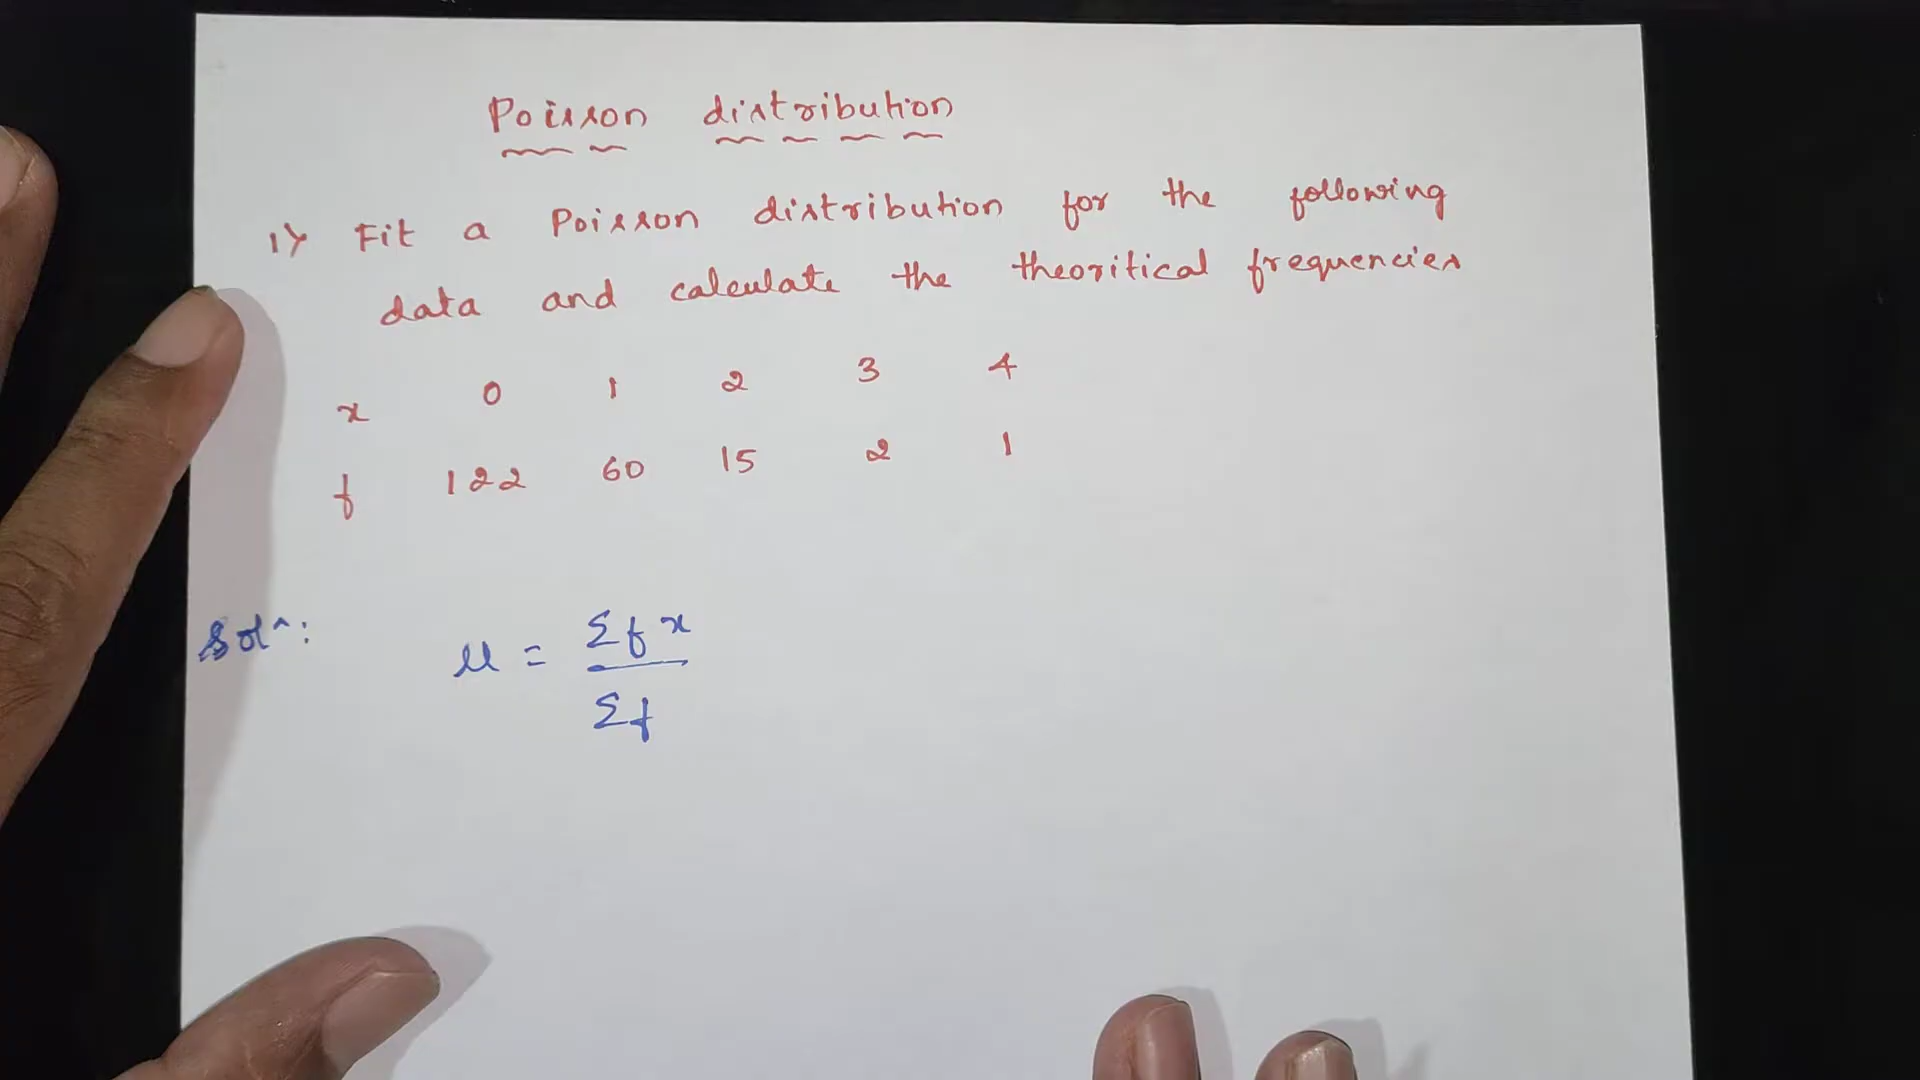 Poisson distribution
1) Fit a Poisson distribution for the following
data and calculate the theoritical frequencies
x 0 1 2 3 4
f 122 60 15 2 1
Solⁿ:
μ = Σfx / Σf